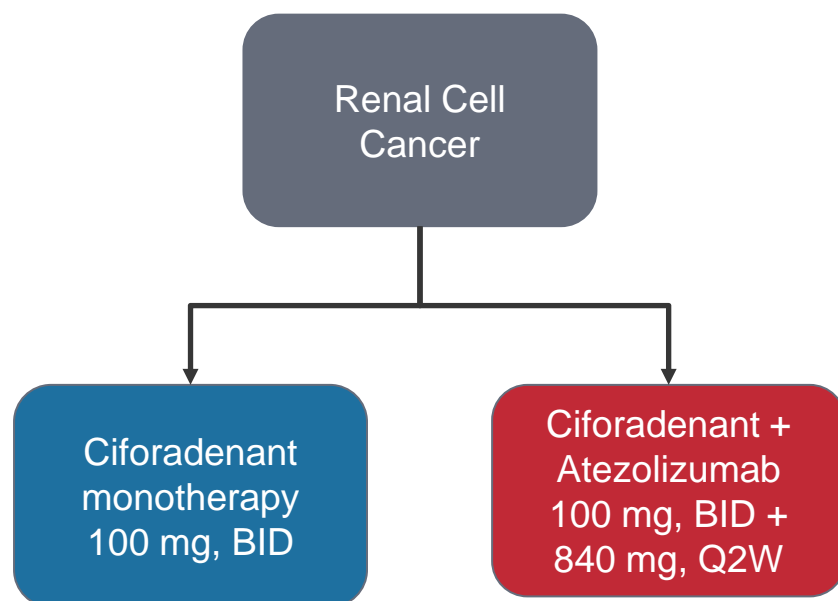 Renal Cell
Cancer
Ciforadenant
monotherapy
100 mg, BID
Ciforadenant +
Atezolizumab
100 mg, BID +
840 mg, Q2W